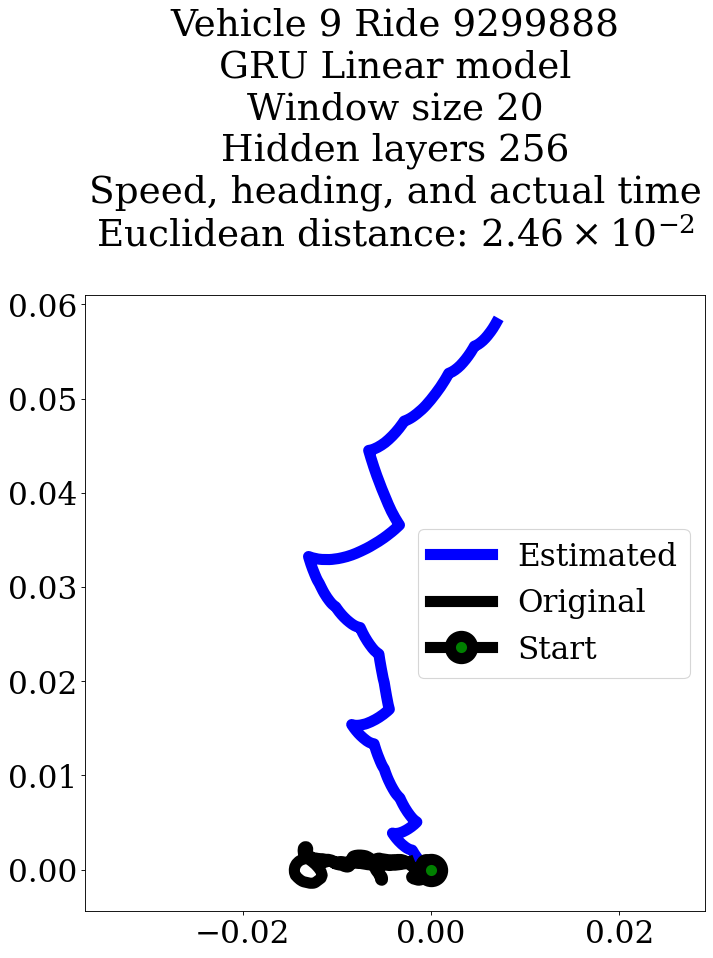 Vehicle 9 Ride 9299888
GRU Linear model
Window size 20
Hidden layers 256
Speed, heading, and actual time
Euclidean distance: 2.46 × 10⁻²
0.06
0.05
0.04
0.03
0.02
0.01
0.00
Estimated
Original
Start
−0.02 0.00 0.02